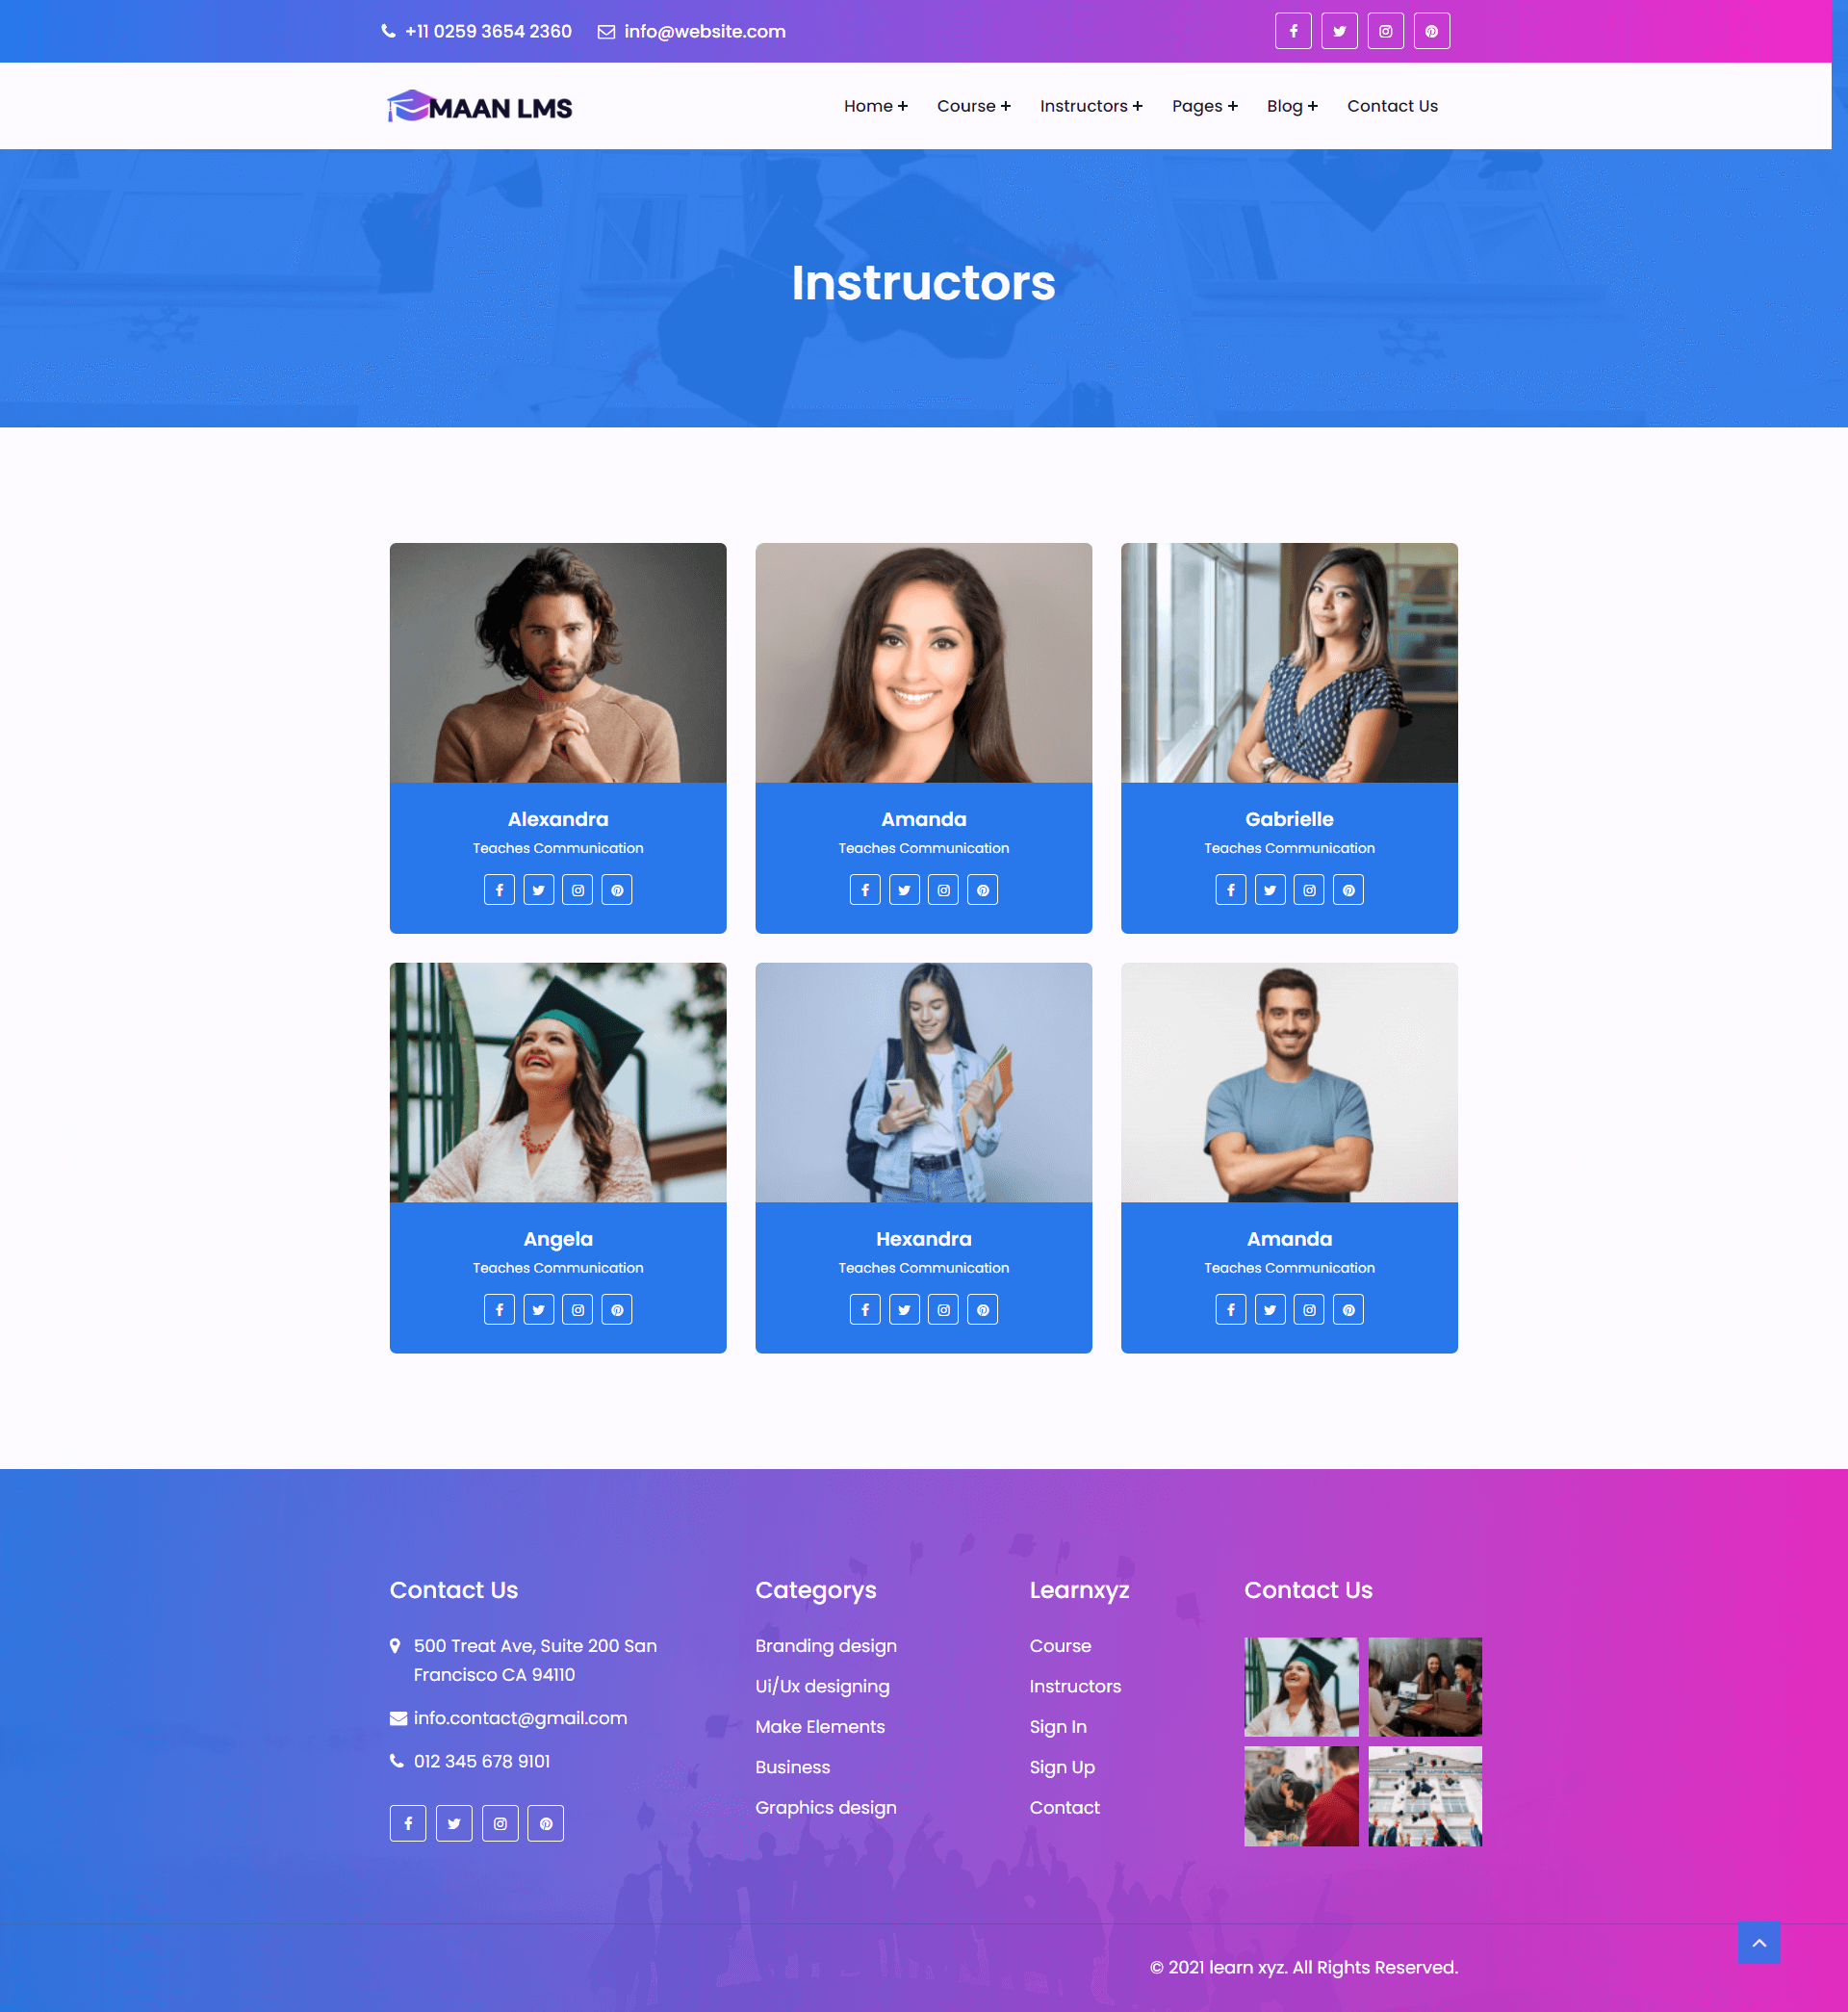 +11 0259 3654 2360 info@website.com
MAAN LMS
Home + Course + Instructors + Pages + Blog + Contact Us
Instructors
Alexandra
Teaches Communication
Amanda
Teaches Communication
Gabrielle
Teaches Communication
Angela
Teaches Communication
Hexandra
Teaches Communication
Amanda
Teaches Communication
Contact Us
500 Treat Ave, Suite 200 San
Francisco CA 94110
info.contact@gmail.com
012 345 678 9101
Categorys
Branding design
Ui/Ux designing
Make Elements
Business
Graphics design
Learnxyz
Course
Instructors
Sign In
Sign Up
Contact
Contact Us
© 2021 learn xyz. All Rights Reserved.